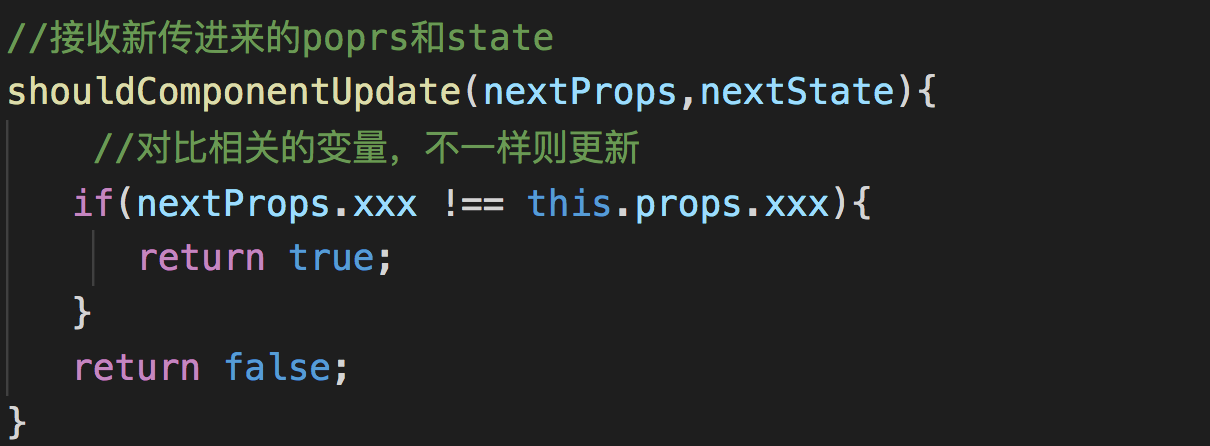 //接收新传进来的poprs和state
shouldComponentUpdate(nextProps,nextState){
//对比相关的变量，不一样则更新
if(nextProps.xxx !== this.props.xxx){
return true;
}
return false;
}